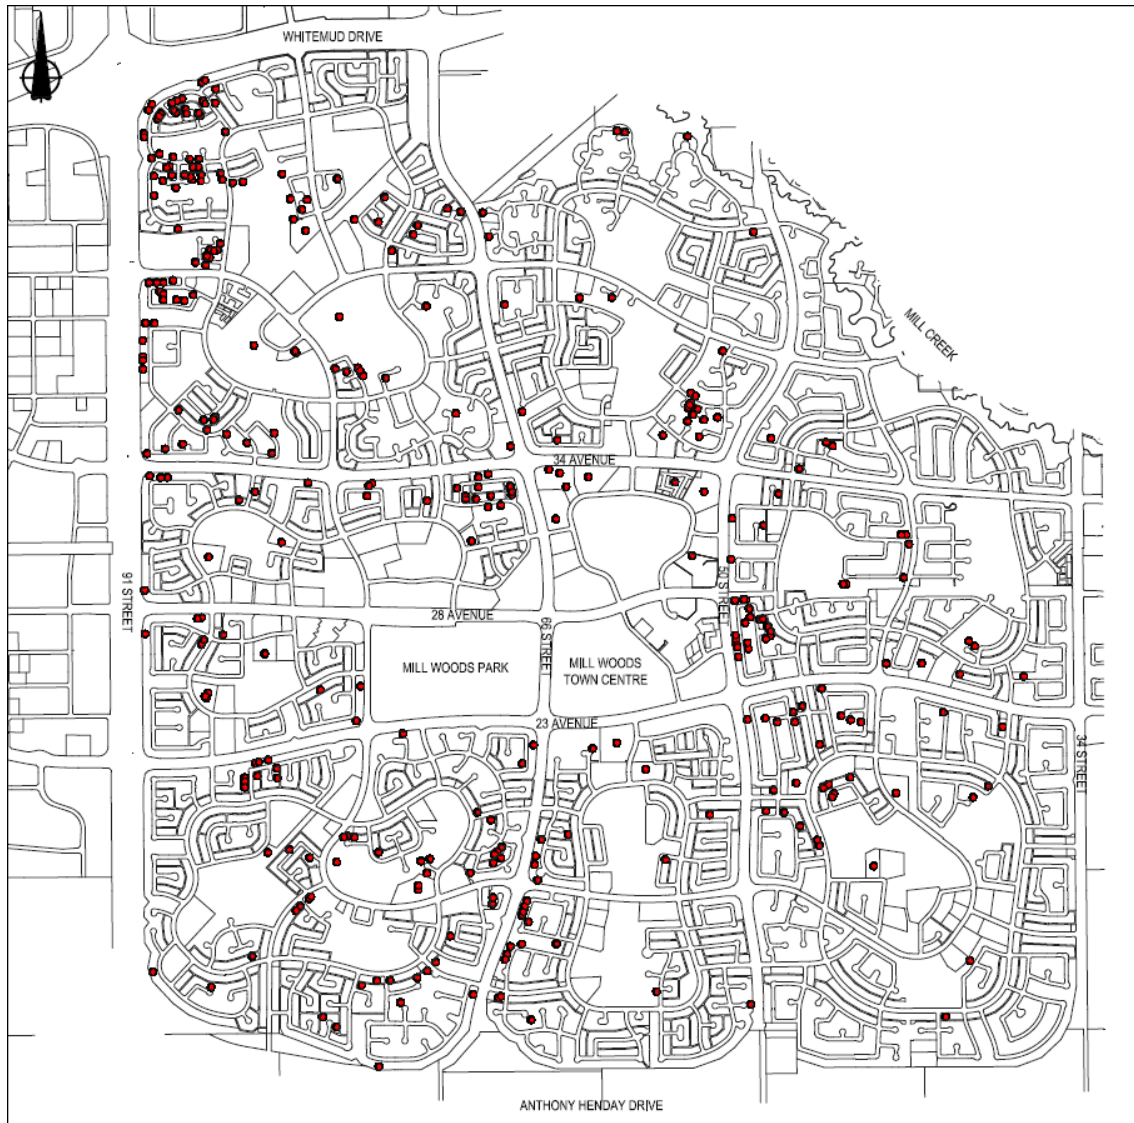 WHITEMUD DRIVE
MILL CREEK
34 AVENUE
91 STREET
50 STREET
28 AVENUE
66 STREET
MILL WOODS PARK
MILL WOODS
TOWN CENTRE
23 AVENUE
34 STREET
ANTHONY HENDAY DRIVE